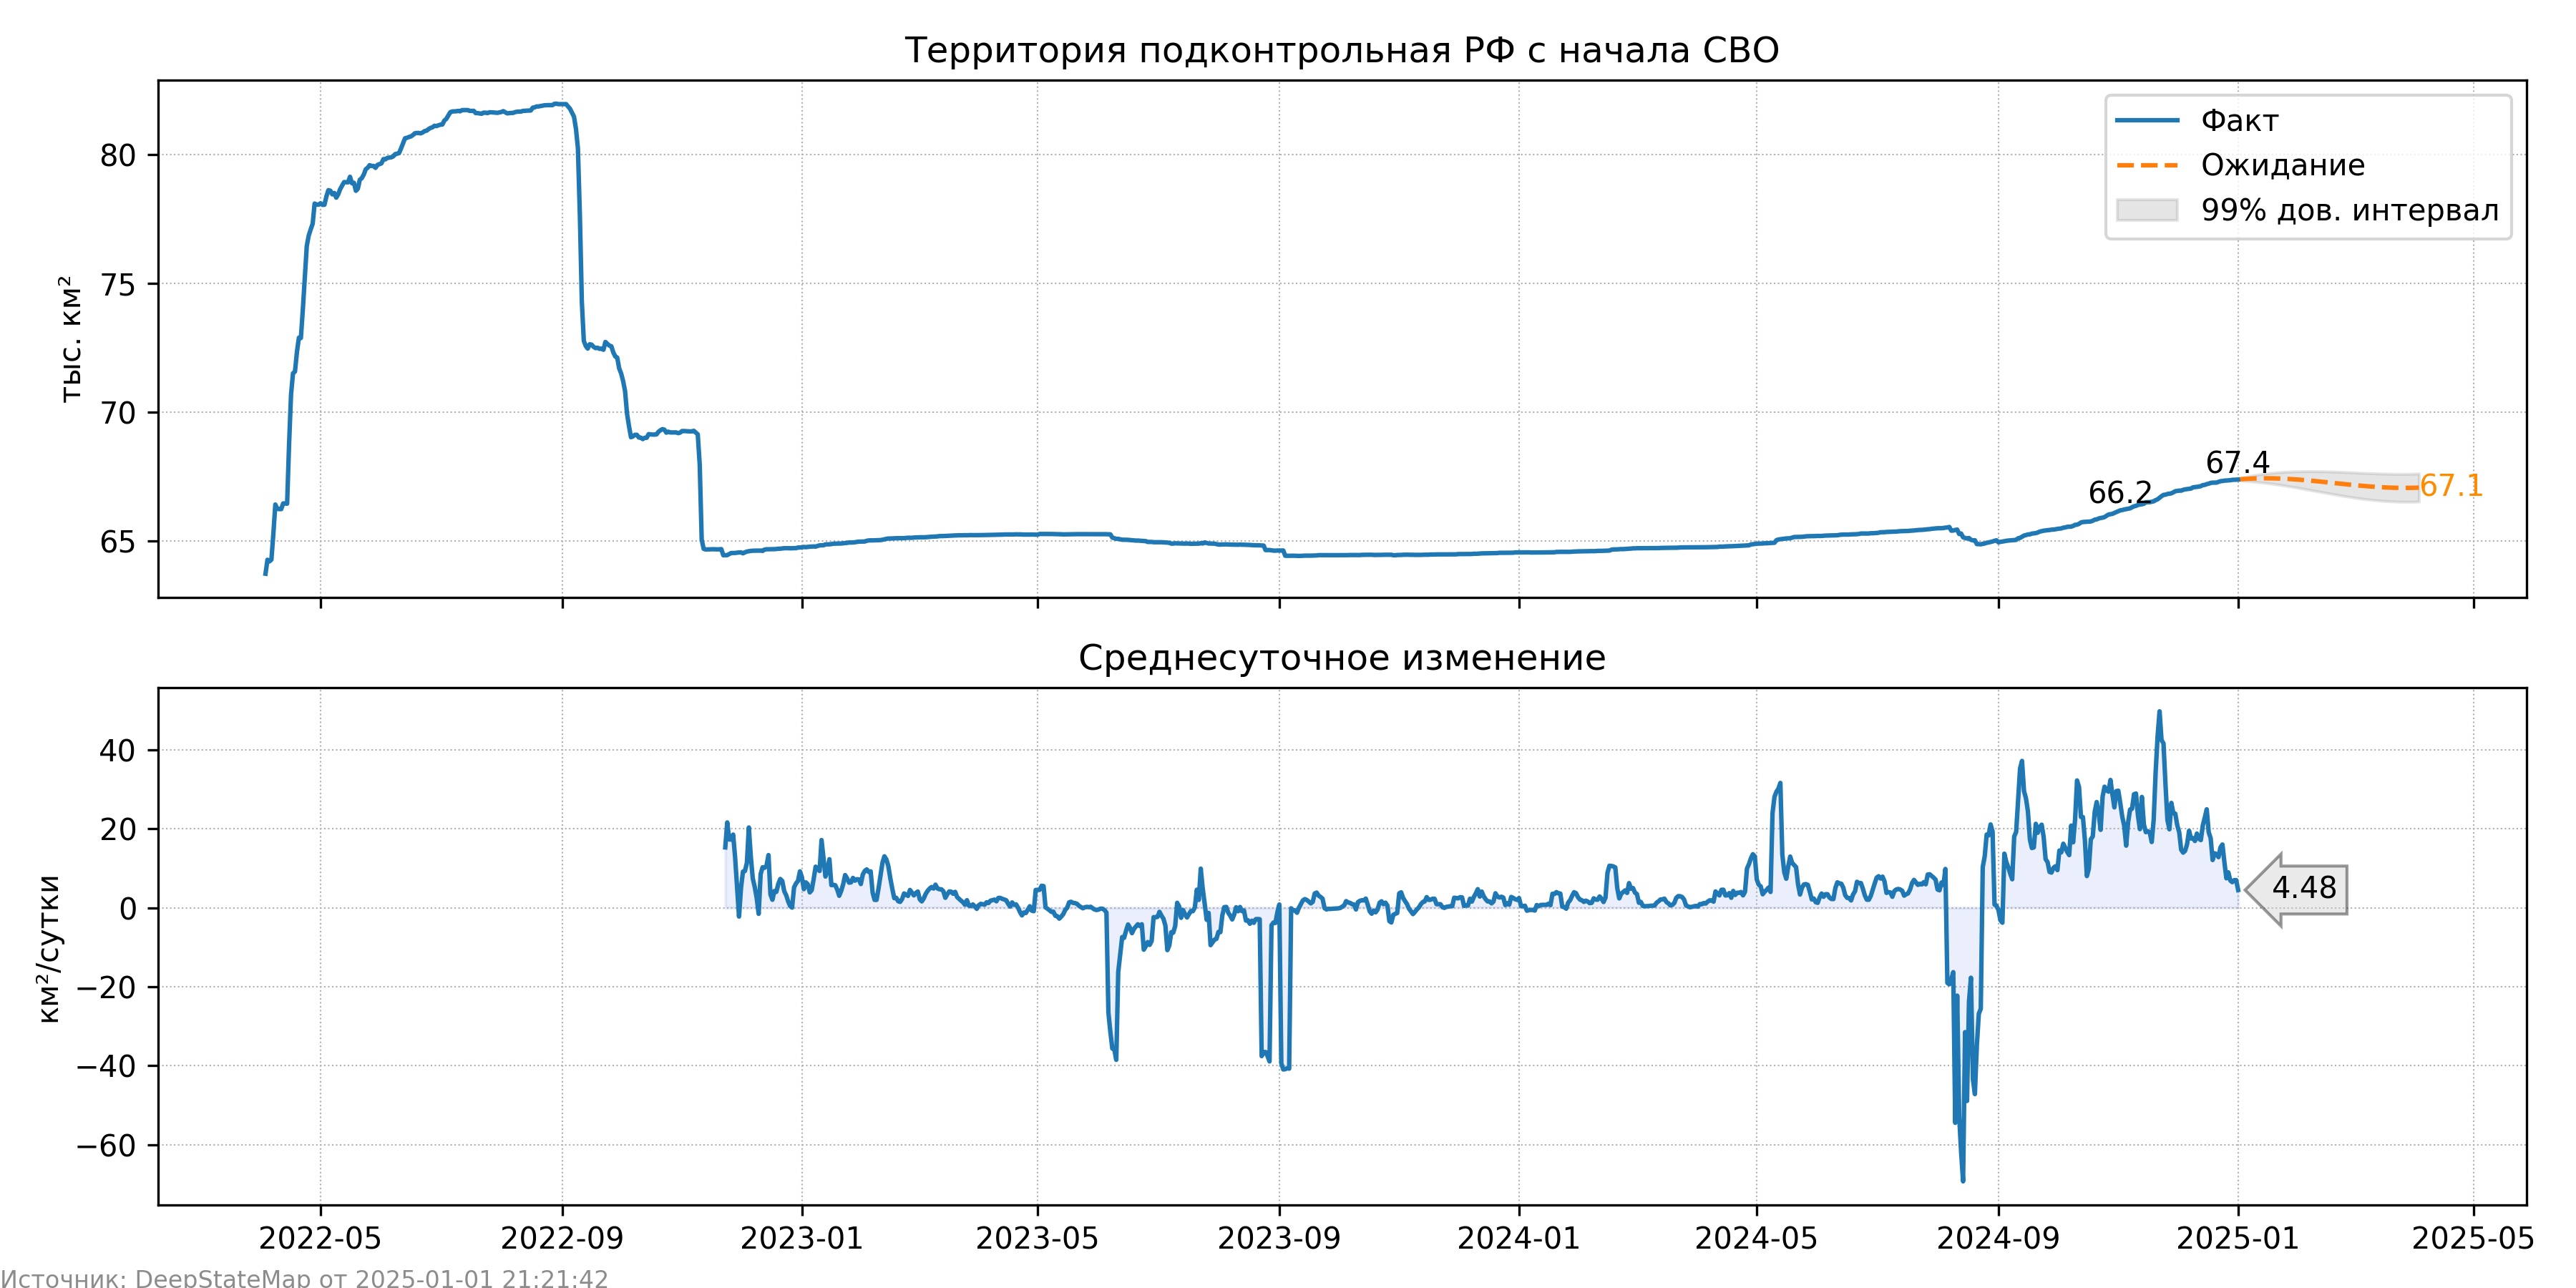 Территория подконтрольная РФ с начала СВО
Факт
Ожидание
99% дов. интервал
тыс. км²
80
75
70
65
66.2
67.4
67.1
Среднесуточное изменение
км²/сутки
40
20
0
−20
−40
−60
4.48
2022-05 2022-09 2023-01 2023-05 2023-09 2024-01 2024-05 2024-09 2025-01 2025-05
Источник: DeepStateMap от 2025-01-01 21:21:42